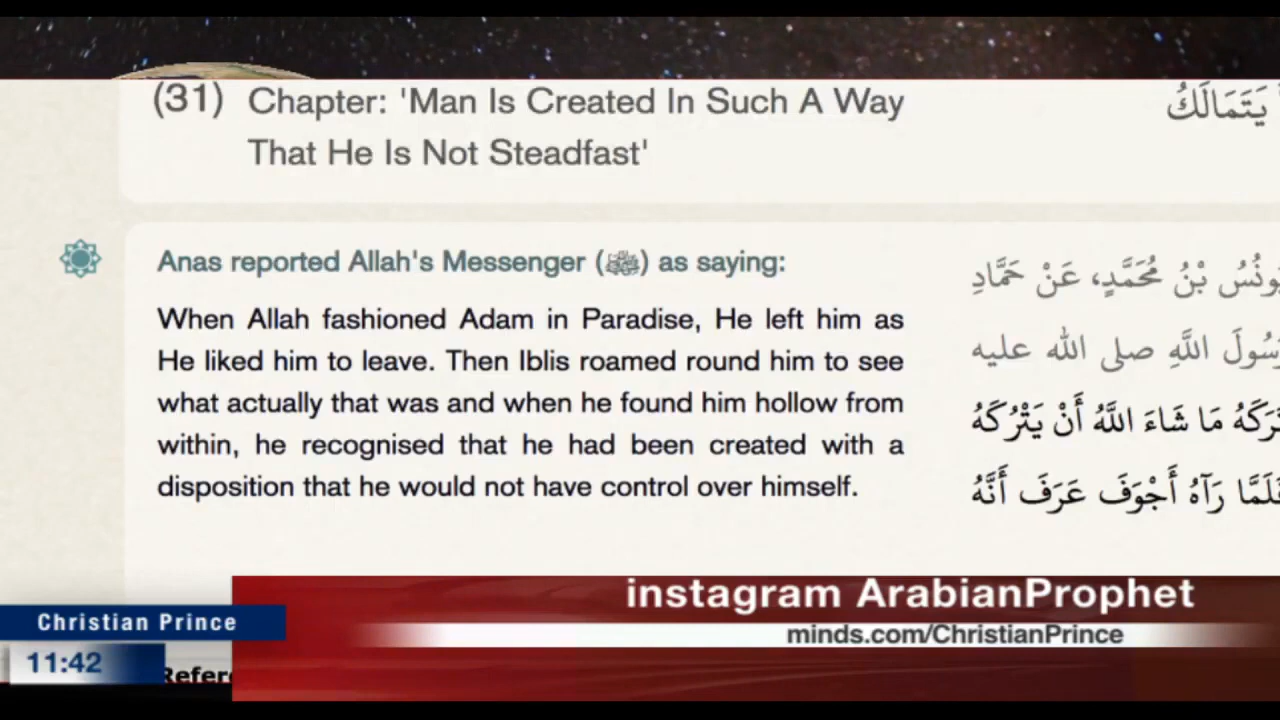 (31) Chapter: 'Man Is Created In Such A Way
That He Is Not Steadfast'
يَتَمَالَكُ
Anas reported Allah's Messenger (ﷺ) as saying:
When Allah fashioned Adam in Paradise, He left him as
He liked him to leave. Then Iblis roamed round him to see
what actually that was and when he found him hollow from
within, he recognised that he had been created with a
disposition that he would not have control over himself.
يُونُسُ بْنُ مُحَمَّدٍ، عَنْ حَمَّادِ
رَسُولَ اللَّهِ صلى الله عليه
تَرَكَهُ مَا شَاءَ اللَّهُ أَنْ يَتْرُكَهُ
فَلَمَّا رَآهُ أَجْوَفَ عَرَفَ أَنَّهُ
instagram ArabianProphet
minds.com/ChristianPrince
Christian Prince
11:42
Refer